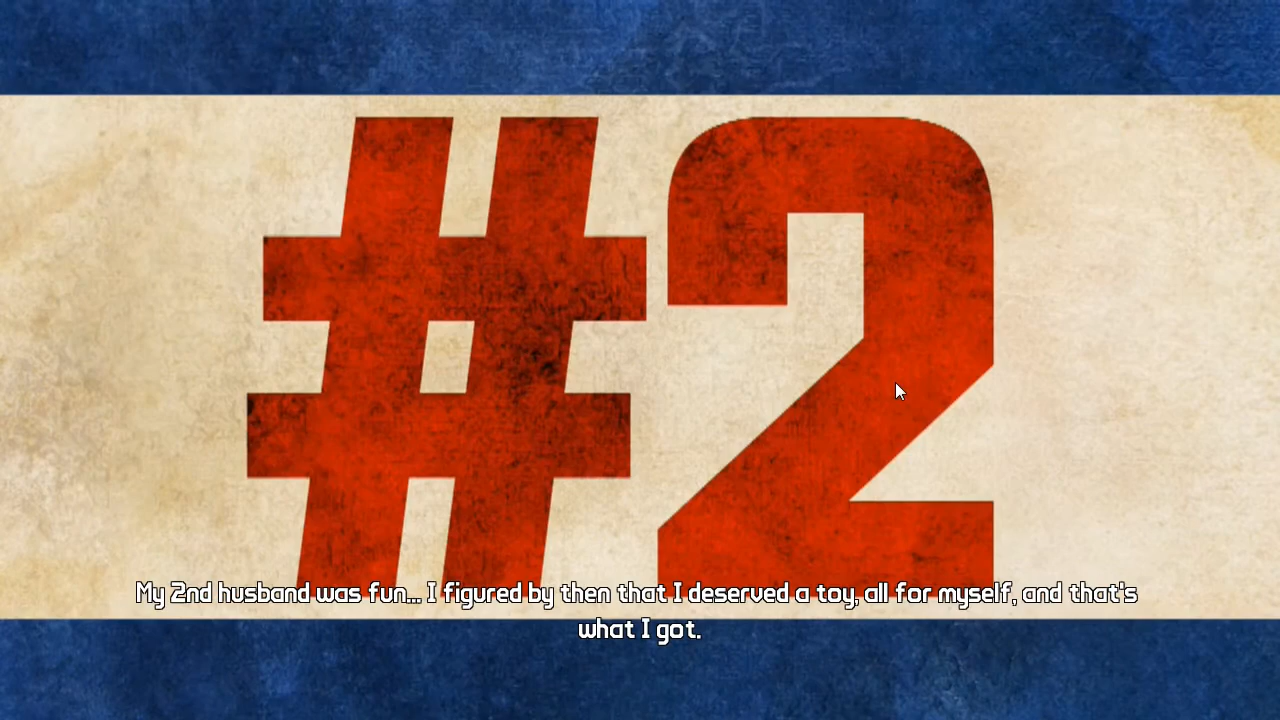 #2
My 2nd husband was fun... I figured by then that I deserved a toy, all for myself, and that's
what I got.